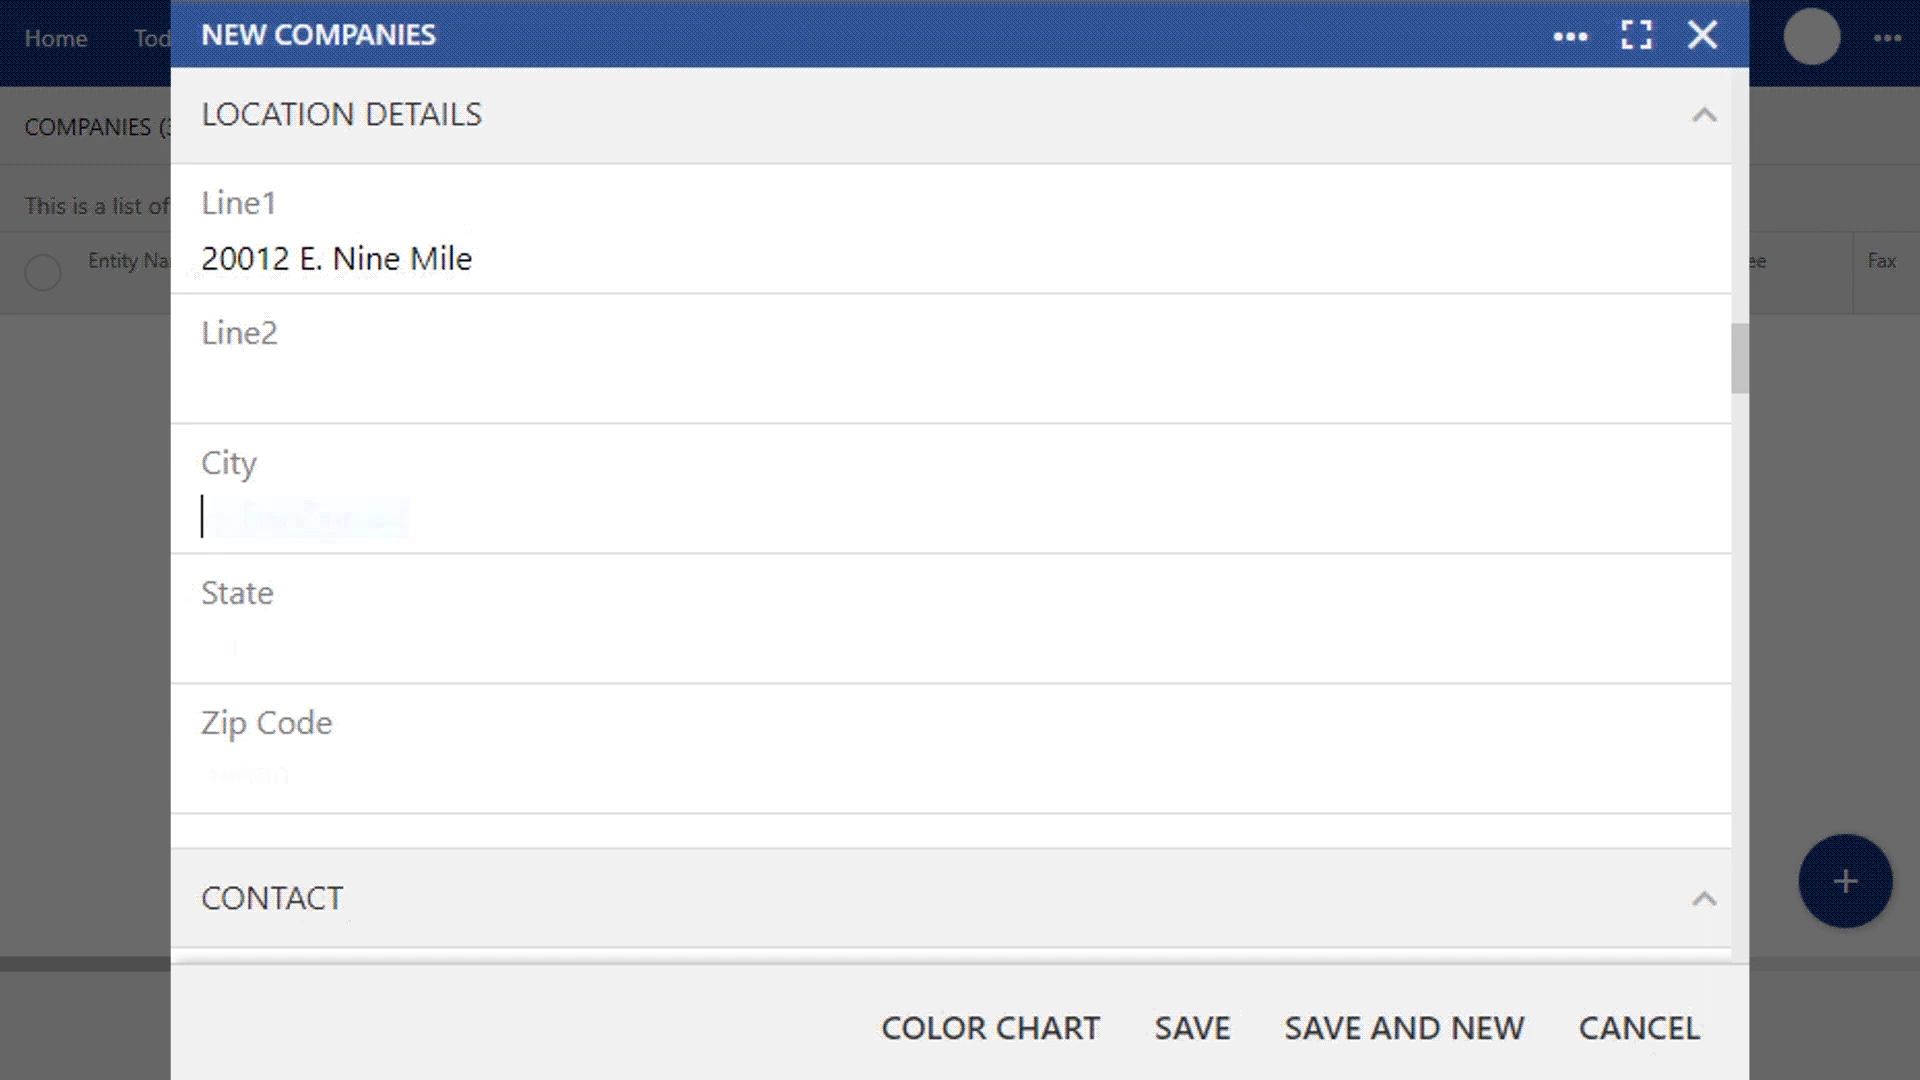 Home
Tod
NEW COMPANIES
COMPANIES (3
LOCATION DETAILS
This is a list of
Line1
20012 E. Nine Mile
Entity Na
ee
Fax
Line2
City
State
Zip Code
CONTACT
COLOR CHART
SAVE
SAVE AND NEW
CANCEL